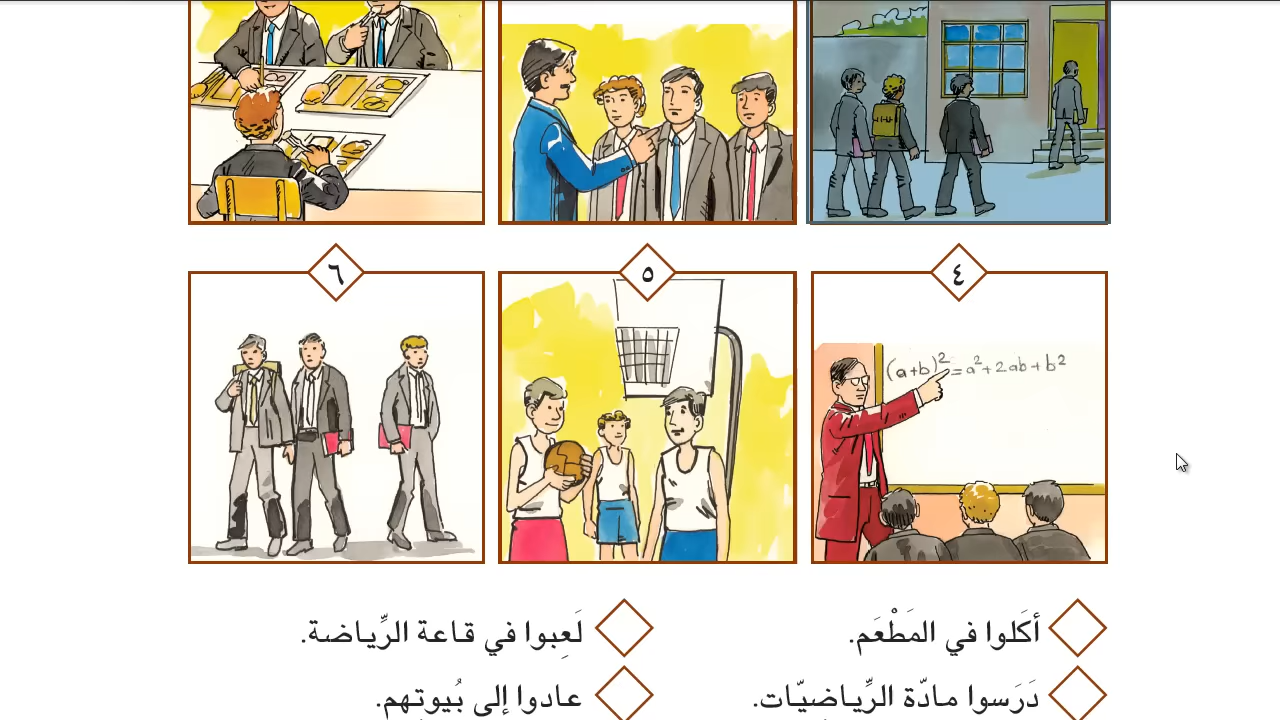 ٤ ٥ ٦
(a+b)²=a²+2ab+b²
أَكَلوا في المَطْعَم. لَعِبوا في قاعة الرِّياضة.
دَرَسوا مادّة الرِّياضيّات. عادوا إلى بُيوتهم.